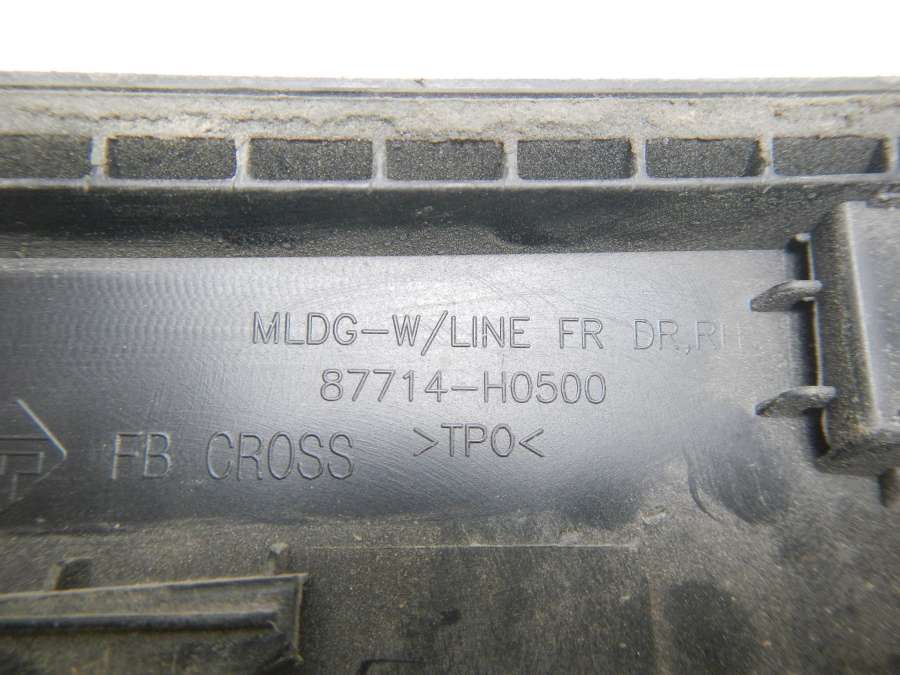 MLDG-W/LINE FR DR,RH
87714-H0500
>TPO<
FB CROSS